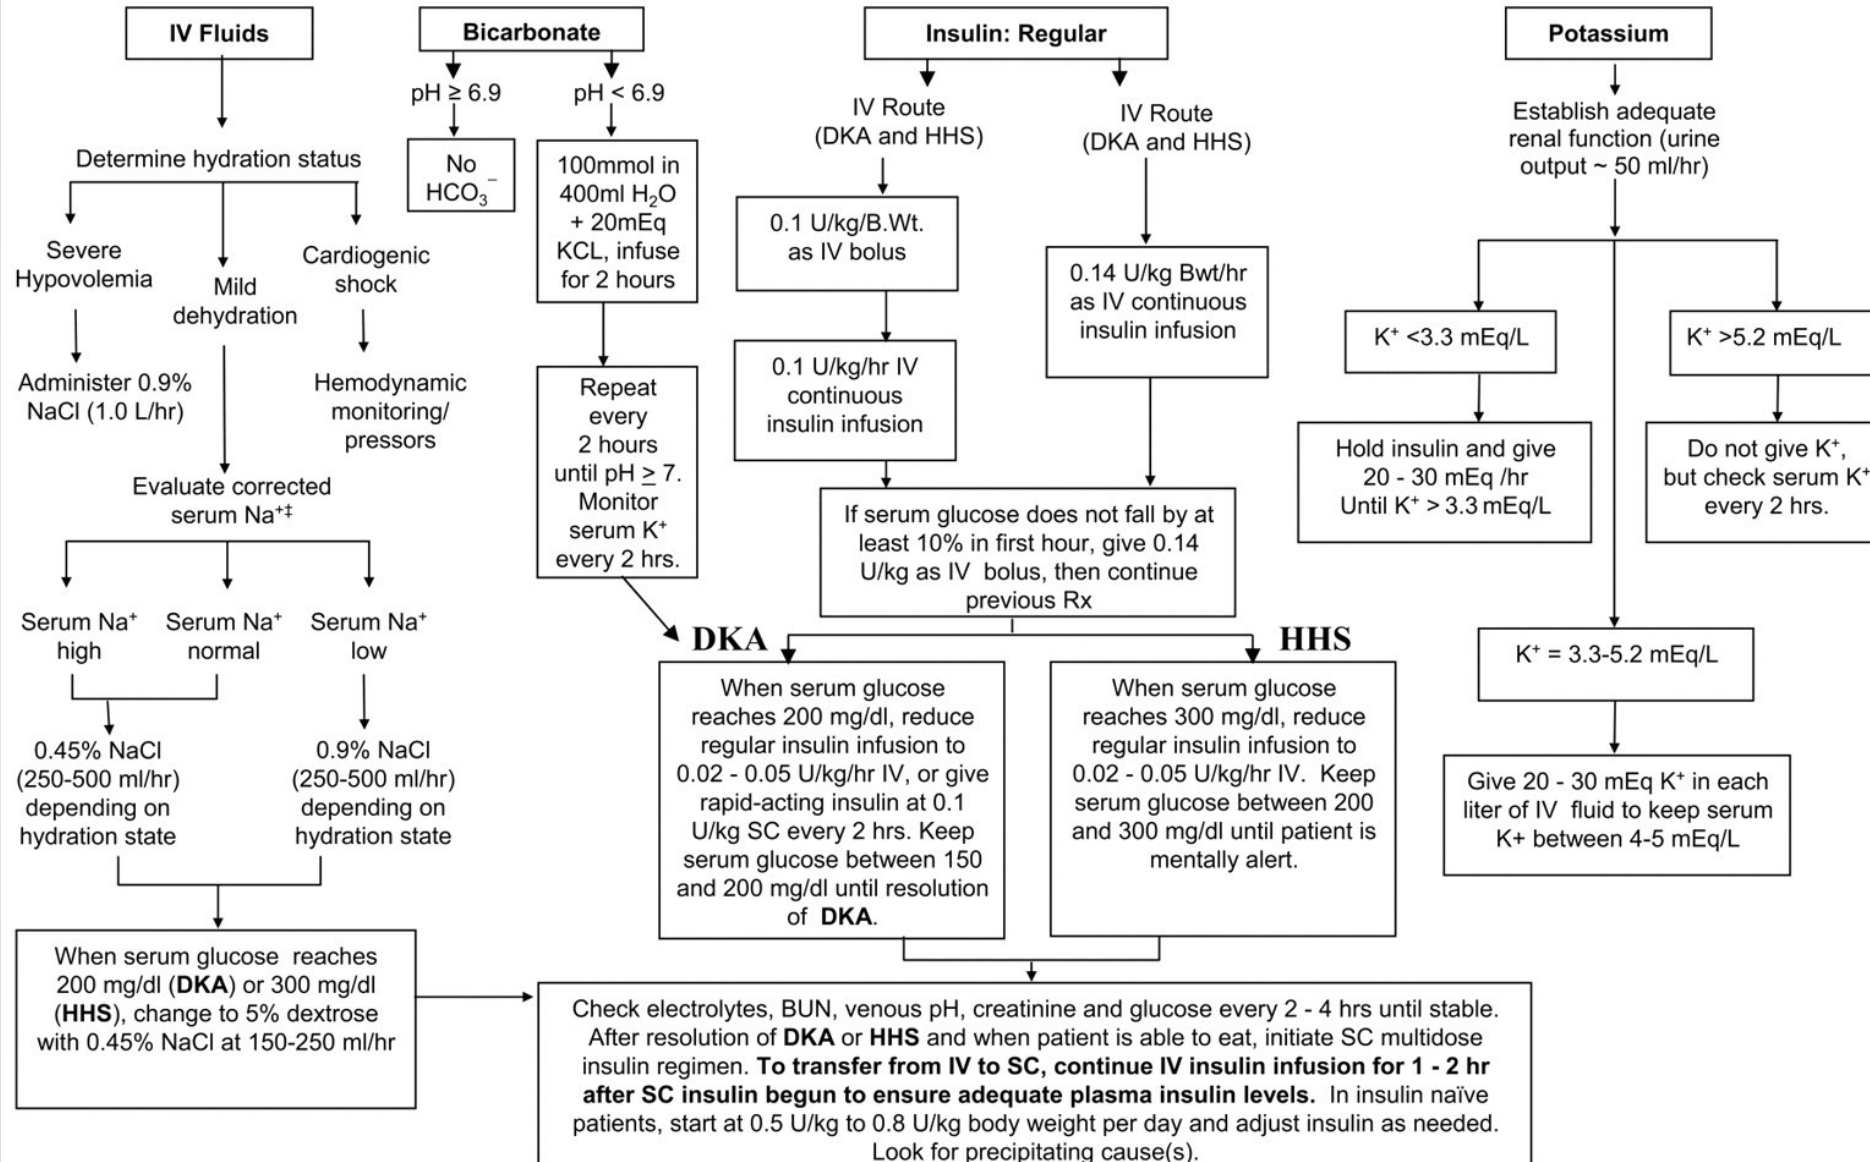 IV Fluids
Determine hydration status
Severe
Hypovolemia
Administer 0.9%
NaCl (1.0 L/hr)
Mild
dehydration
Cardiogenic
shock
Hemodynamic
monitoring/
pressors
Evaluate corrected
serum Na⁺‡
Serum Na⁺
high
Serum Na⁺
normal
Serum Na⁺
low
0.45% NaCl
(250-500 ml/hr)
depending on
hydration state
0.9% NaCl
(250-500 ml/hr)
depending on
hydration state
When serum glucose reaches
200 mg/dl (DKA) or 300 mg/dl
(HHS), change to 5% dextrose
with 0.45% NaCl at 150-250 ml/hr
Bicarbonate
pH ≥ 6.9
No
HCO₃⁻
pH < 6.9
100mmol in
400ml H₂O
+ 20mEq
KCL, infuse
for 2 hours
Repeat
every
2 hours
until pH ≥ 7.
Monitor
serum K⁺
every 2 hrs.
Insulin: Regular
IV Route
(DKA and HHS)
0.1 U/kg/B.Wt.
as IV bolus
0.1 U/kg/hr IV
continuous
insulin infusion
IV Route
(DKA and HHS)
0.14 U/kg Bwt/hr
as IV continuous
insulin infusion
If serum glucose does not fall by at
least 10% in first hour, give 0.14
U/kg as IV bolus, then continue
previous Rx
DKA
When serum glucose
reaches 200 mg/dl, reduce
regular insulin infusion to
0.02 - 0.05 U/kg/hr IV, or give
rapid-acting insulin at 0.1
U/kg SC every 2 hrs. Keep
serum glucose between 150
and 200 mg/dl until resolution
of DKA.
HHS
When serum glucose
reaches 300 mg/dl, reduce
regular insulin infusion to
0.02 - 0.05 U/kg/hr IV. Keep
serum glucose between 200
and 300 mg/dl until patient is
mentally alert.
Potassium
Establish adequate
renal function (urine
output ~ 50 ml/hr)
K⁺ <3.3 mEq/L
Hold insulin and give
20 - 30 mEq /hr
Until K⁺ > 3.3 mEq/L
K⁺ >5.2 mEq/L
Do not give K⁺,
but check serum K⁺
every 2 hrs.
K⁺ = 3.3-5.2 mEq/L
Give 20 - 30 mEq K⁺ in each
liter of IV fluid to keep serum
K+ between 4-5 mEq/L
Check electrolytes, BUN, venous pH, creatinine and glucose every 2 - 4 hrs until stable.
After resolution of DKA or HHS and when patient is able to eat, initiate SC multidose
insulin regimen. To transfer from IV to SC, continue IV insulin infusion for 1 - 2 hr
after SC insulin begun to ensure adequate plasma insulin levels. In insulin naïve
patients, start at 0.5 U/kg to 0.8 U/kg body weight per day and adjust insulin as needed.
Look for precipitating cause(s).